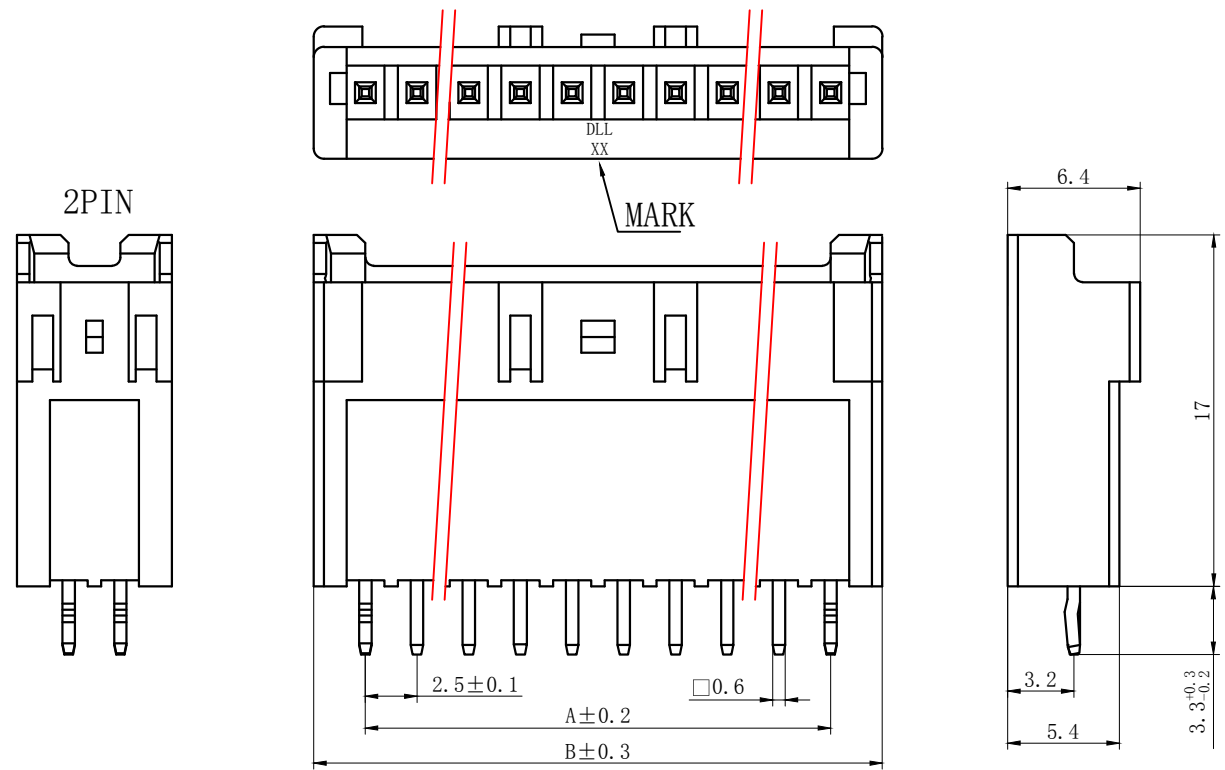 DLL
XX
MARK
2PIN
6.4
17
2.5±0.1
□0.6
A±0.2
B±0.3
3.2
5.4
3.3+0.3-0.2